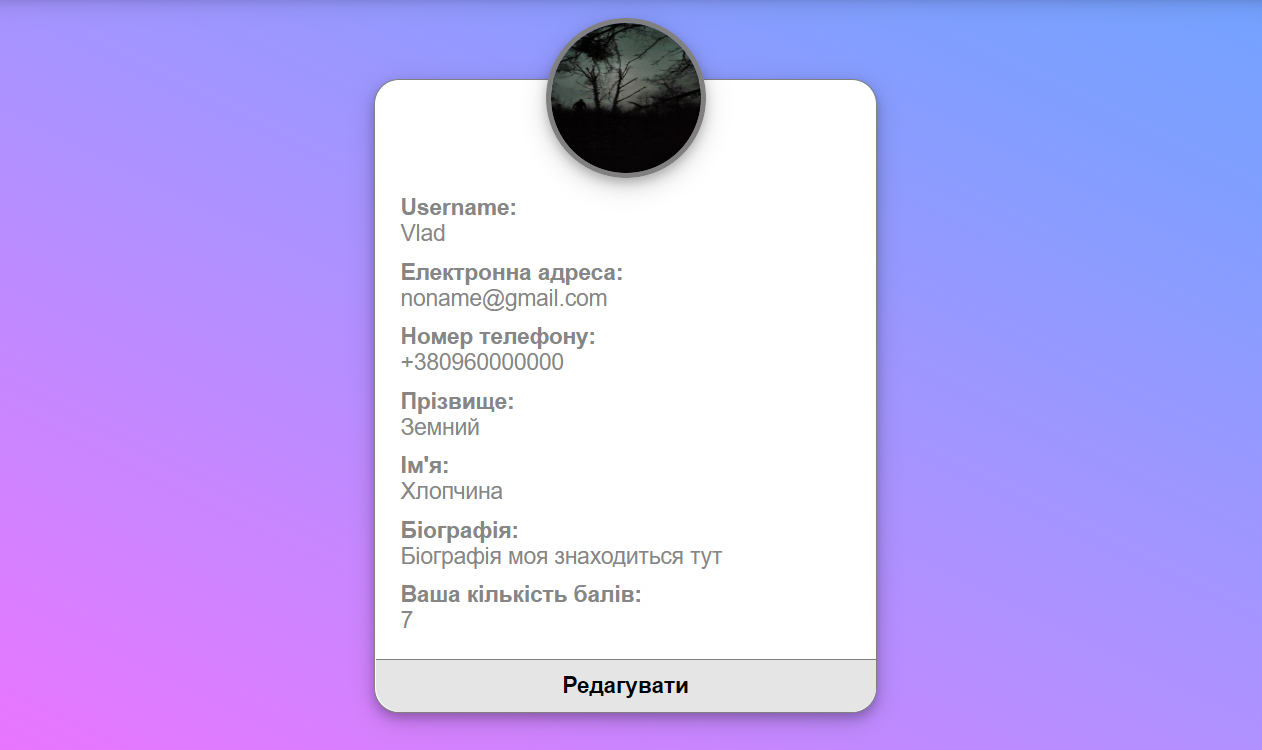 Username:
Vlad
Електронна адреса:
noname@gmail.com
Номер телефону:
+380960000000
Прізвище:
Земний
Ім'я:
Хлопчина
Біографія:
Біографія моя знаходиться тут
Ваша кількість балів:
7
Редагувати